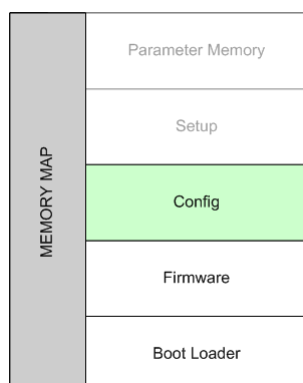 MEMORY MAP
Parameter Memory
Setup
Config
Firmware
Boot Loader